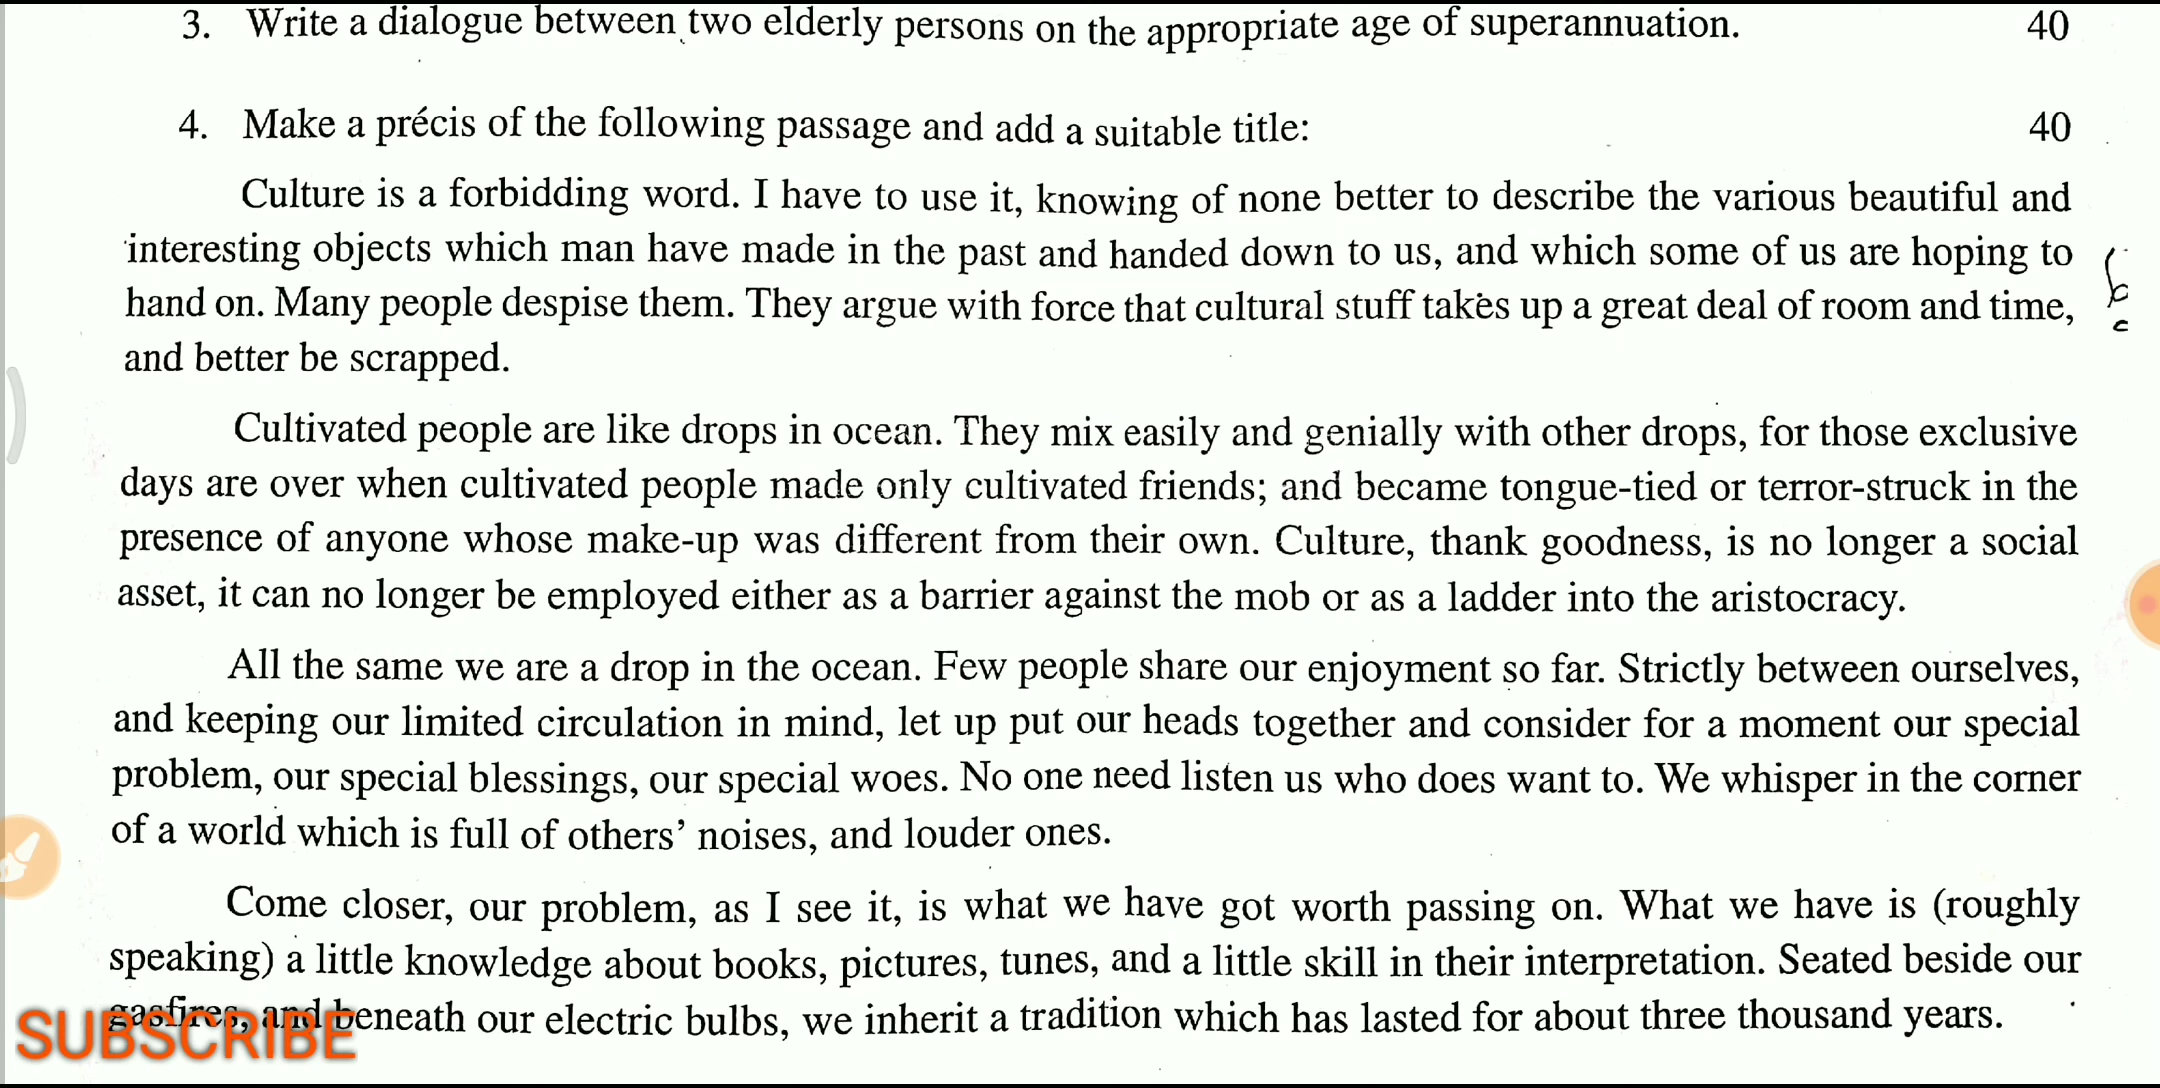 3. Write a dialogue between two elderly persons on the appropriate age of superannuation. 40
4. Make a précis of the following passage and add a suitable title: 40
Culture is a forbidding word. I have to use it, knowing of none better to describe the various beautiful and
interesting objects which man have made in the past and handed down to us, and which some of us are hoping to
hand on. Many people despise them. They argue with force that cultural stuff takes up a great deal of room and time,
and better be scrapped.
Cultivated people are like drops in ocean. They mix easily and genially with other drops, for those exclusive
days are over when cultivated people made only cultivated friends; and became tongue-tied or terror-struck in the
presence of anyone whose make-up was different from their own. Culture, thank goodness, is no longer a social
asset, it can no longer be employed either as a barrier against the mob or as a ladder into the aristocracy.
All the same we are a drop in the ocean. Few people share our enjoyment so far. Strictly between ourselves,
and keeping our limited circulation in mind, let up put our heads together and consider for a moment our special
problem, our special blessings, our special woes. No one need listen us who does want to. We whisper in the corner
of a world which is full of others’ noises, and louder ones.
Come closer, our problem, as I see it, is what we have got worth passing on. What we have is (roughly
speaking) a little knowledge about books, pictures, tunes, and a little skill in their interpretation. Seated beside our
gasfires, and beneath our electric bulbs, we inherit a tradition which has lasted for about three thousand years.
SUBSCRIBE